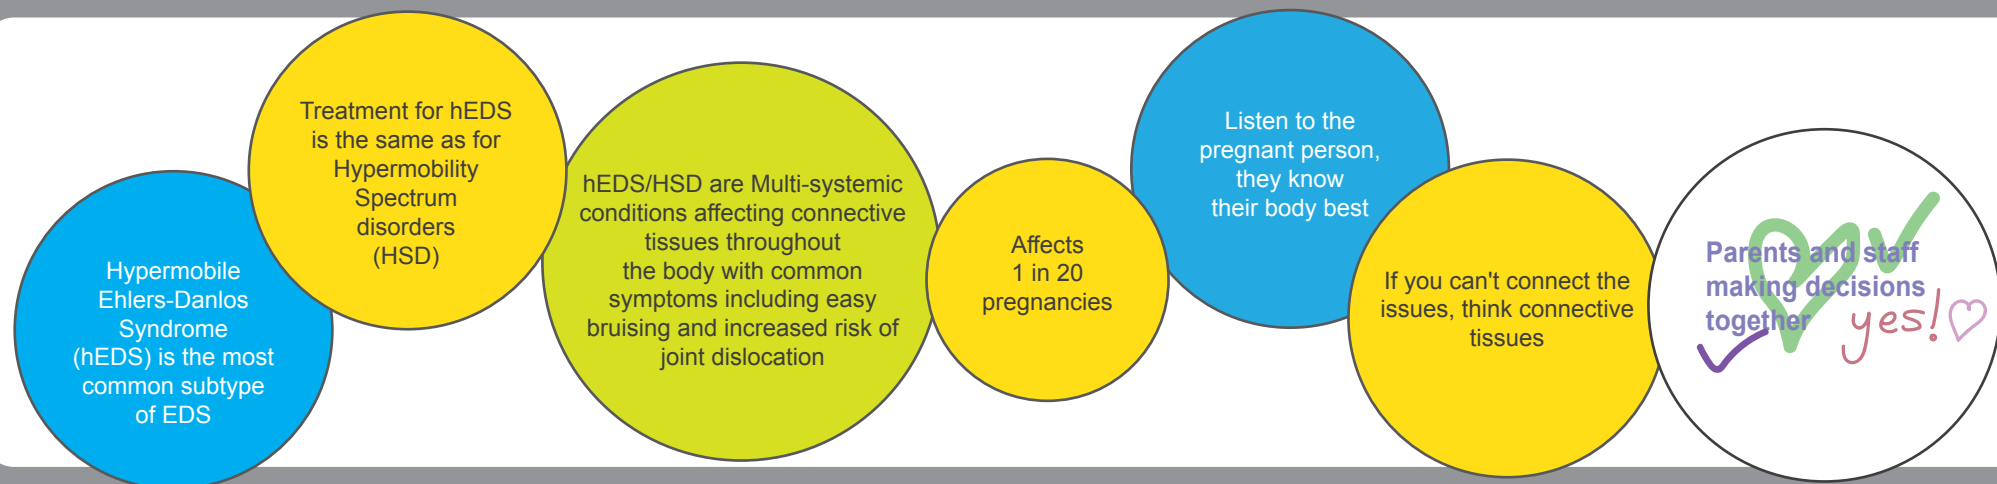 Hypermobile
Ehlers-Danlos
Syndrome
(hEDS) is the most
common subtype
of EDS
Treatment for hEDS
is the same as for
Hypermobility
Spectrum
disorders
(HSD)
hEDS/HSD are Multi-systemic
conditions affecting connective
tissues throughout
the body with common
symptoms including easy
bruising and increased risk of
joint dislocation
Affects
1 in 20
pregnancies
Listen to the
pregnant person,
they know
their body best
If you can't connect the
issues, think connective
tissues
Parents and staff
making decisions
together
yes!